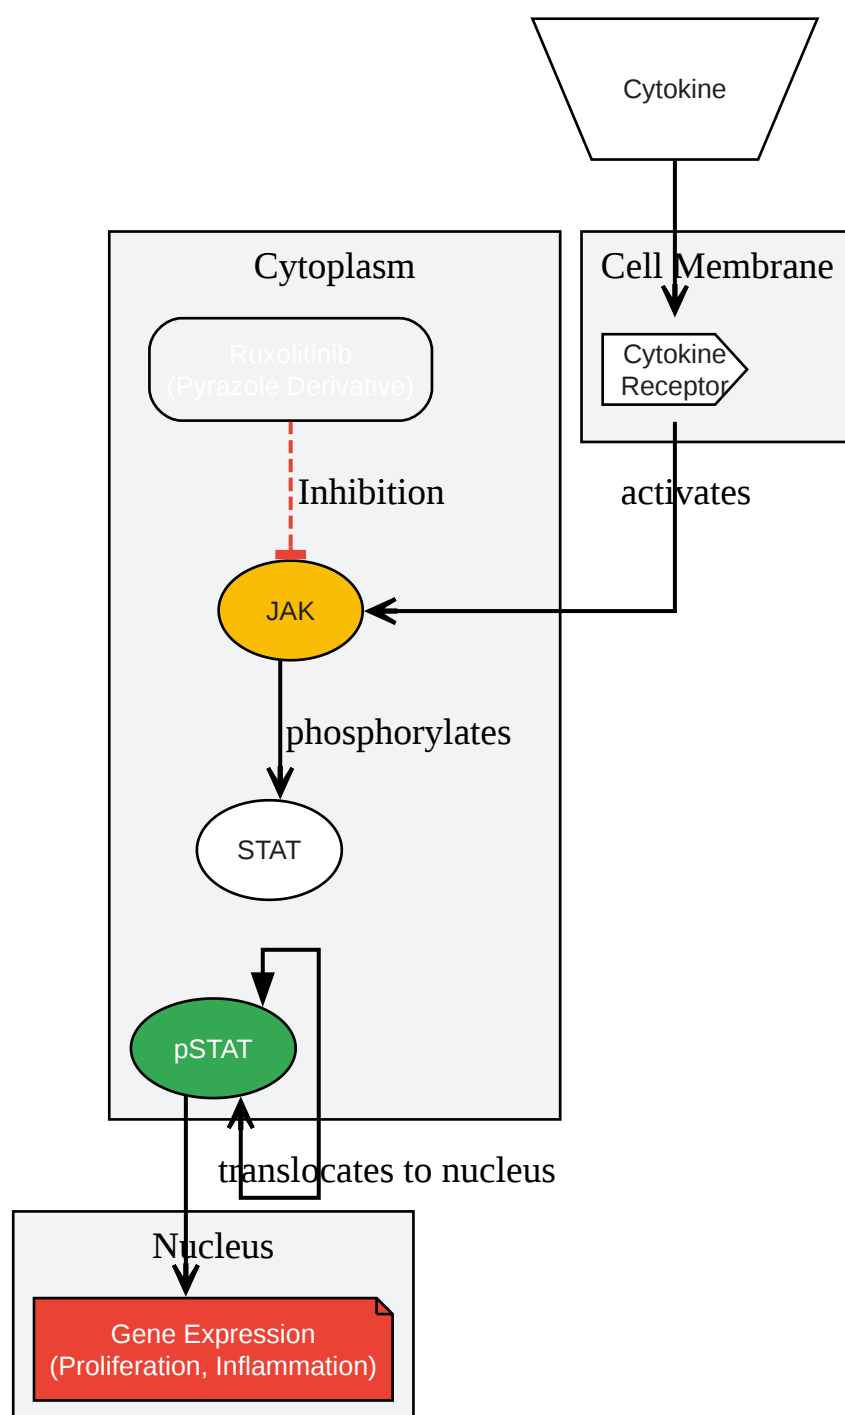 Cytokine
Cytoplasm
Cell Membrane
Ruxolitinib
(Pyrazole Derivative)
Cytokine
Receptor
Inhibition
activates
JAK
phosphorylates
STAT
pSTAT
translocates to nucleus
Nucleus
Gene Expression
(Proliferation, Inflammation)